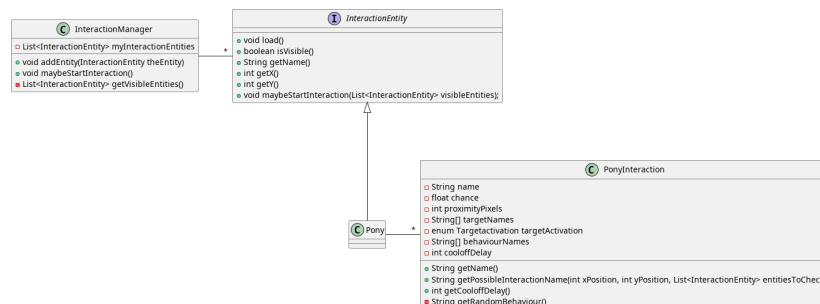 C InteractionManager
List<InteractionEntity> myInteractionEntities
void addEntity(InteractionEntity theEntity)
void maybeStartInteraction()
List<InteractionEntity> getVisibleEntities()
*
I InteractionEntity
void load()
boolean isVisible()
String getName()
int getX()
int getY()
void maybeStartInteraction(List<InteractionEntity> visibleEntities);
C Pony
*
C PonyInteraction
String name
float chance
int proximityPixels
String[] targetNames
enum Targetactivation targetActivation
String[] behaviourNames
int cooloffDelay
String getName()
String getPossibleInteractionName(int xPosition, int yPosition, List<InteractionEntity> entitiesToChec
int getCooloffDelay()
String getRandomBehaviour()